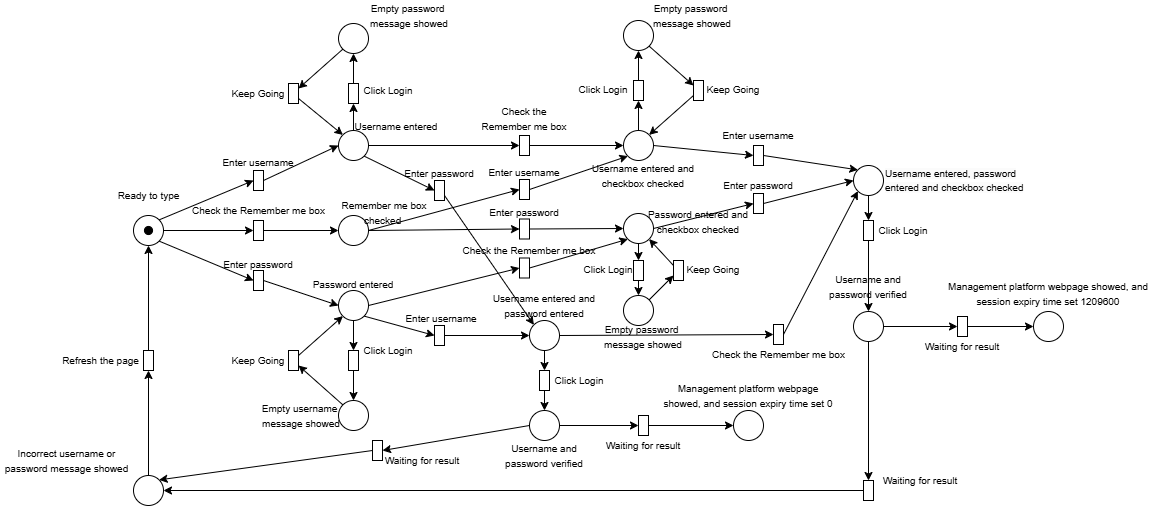 Empty password
message showed
Empty password
message showed
Keep Going
Click Login
Click Login
Keep Going
Username entered
Check the
Remember me box
Enter username
Enter username
Enter password
Enter username
Username entered and
checkbox checked
Enter password
Username entered, password
entered and checkbox checked
Ready to type
Check the Remember me box
Remember me box
checked
Enter password
Password entered and
checkbox checked
Click Login
Enter password
Check the Remember me box
Click Login
Keep Going
Password entered
Username entered and
password entered
Username and
password verified
Management platform webpage showed, and
session expiry time set 1209600
Enter username
Empty password
message showed
Check the Remember me box
Waiting for result
Refresh the page
Keep Going
Click Login
Click Login
Management platform webpage
showed, and session expiry time set 0
Empty username
message showed
Waiting for result
Username and
password verified
Waiting for result
Incorrect username or
password message showed
Waiting for result